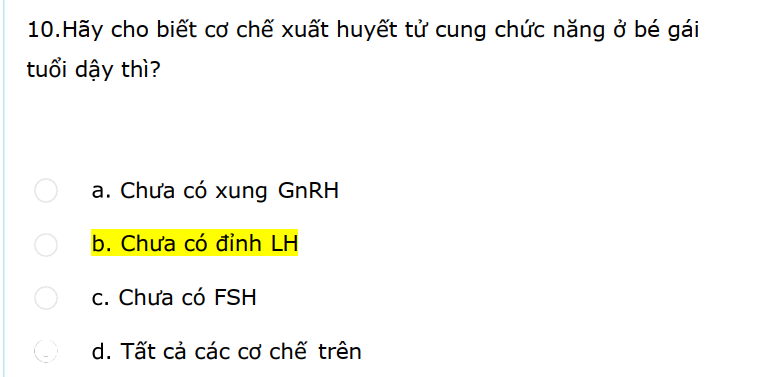 10.Hãy cho biết cơ chế xuất huyết tử cung chức năng ở bé gái
tuổi dậy thì?
a. Chưa có xung GnRH
b. Chưa có đỉnh LH
c. Chưa có FSH
d. Tất cả các cơ chế trên